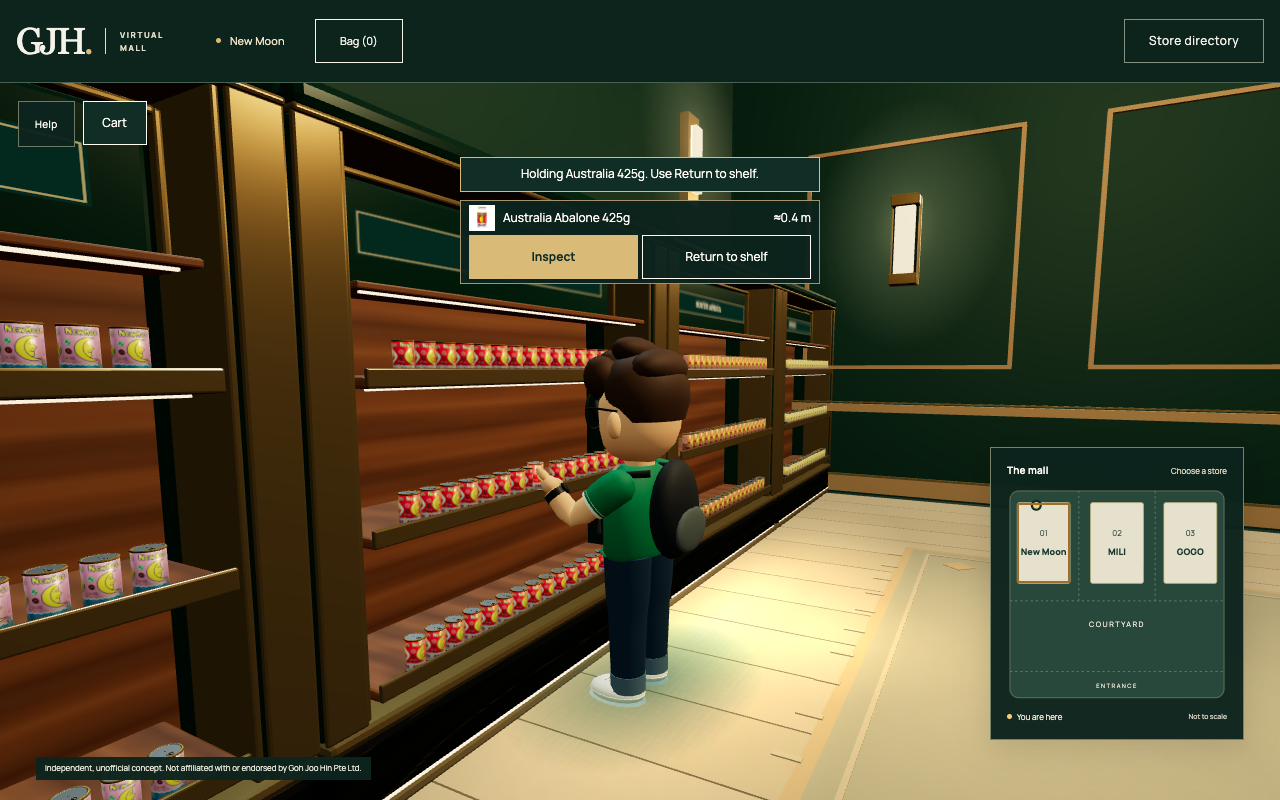 GJH.
VIRTUAL
MALL
New Moon
Bag (0)
Store directory
Help
Cart
Holding Australia 425g. Use Return to shelf.
Australia Abalone 425g
≈0.4 m
Inspect
Return to shelf
The mall
Choose a store
01
New Moon
02
MILI
03
GOGO
COURTYARD
ENTRANCE
You are here
Not to scale
Independent, unofficial concept. Not affiliated with or endorsed by Goh Joo Hin Pte Ltd.